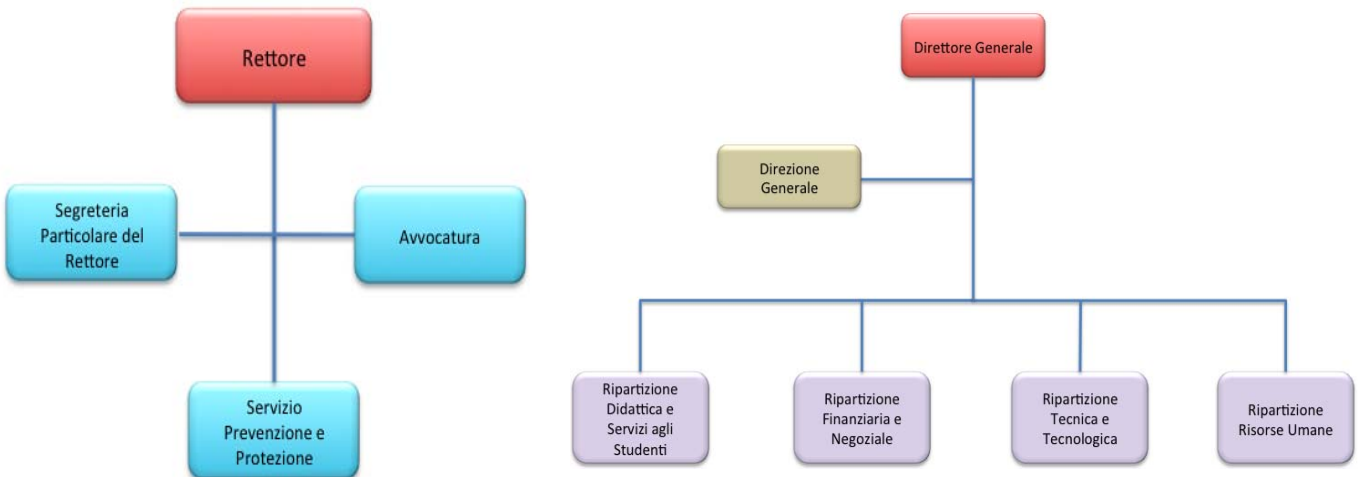 Rettore
Segreteria
Particolare del
Rettore
Avvocatura
Servizio
Prevenzione e
Protezione
Direttore Generale
Direzione
Generale
Ripartizione
Didattica e
Servizi agli
Studenti
Ripartizione
Finanziaria e
Negoziale
Ripartizione
Tecnica e
Tecnologica
Ripartizione
Risorse Umane